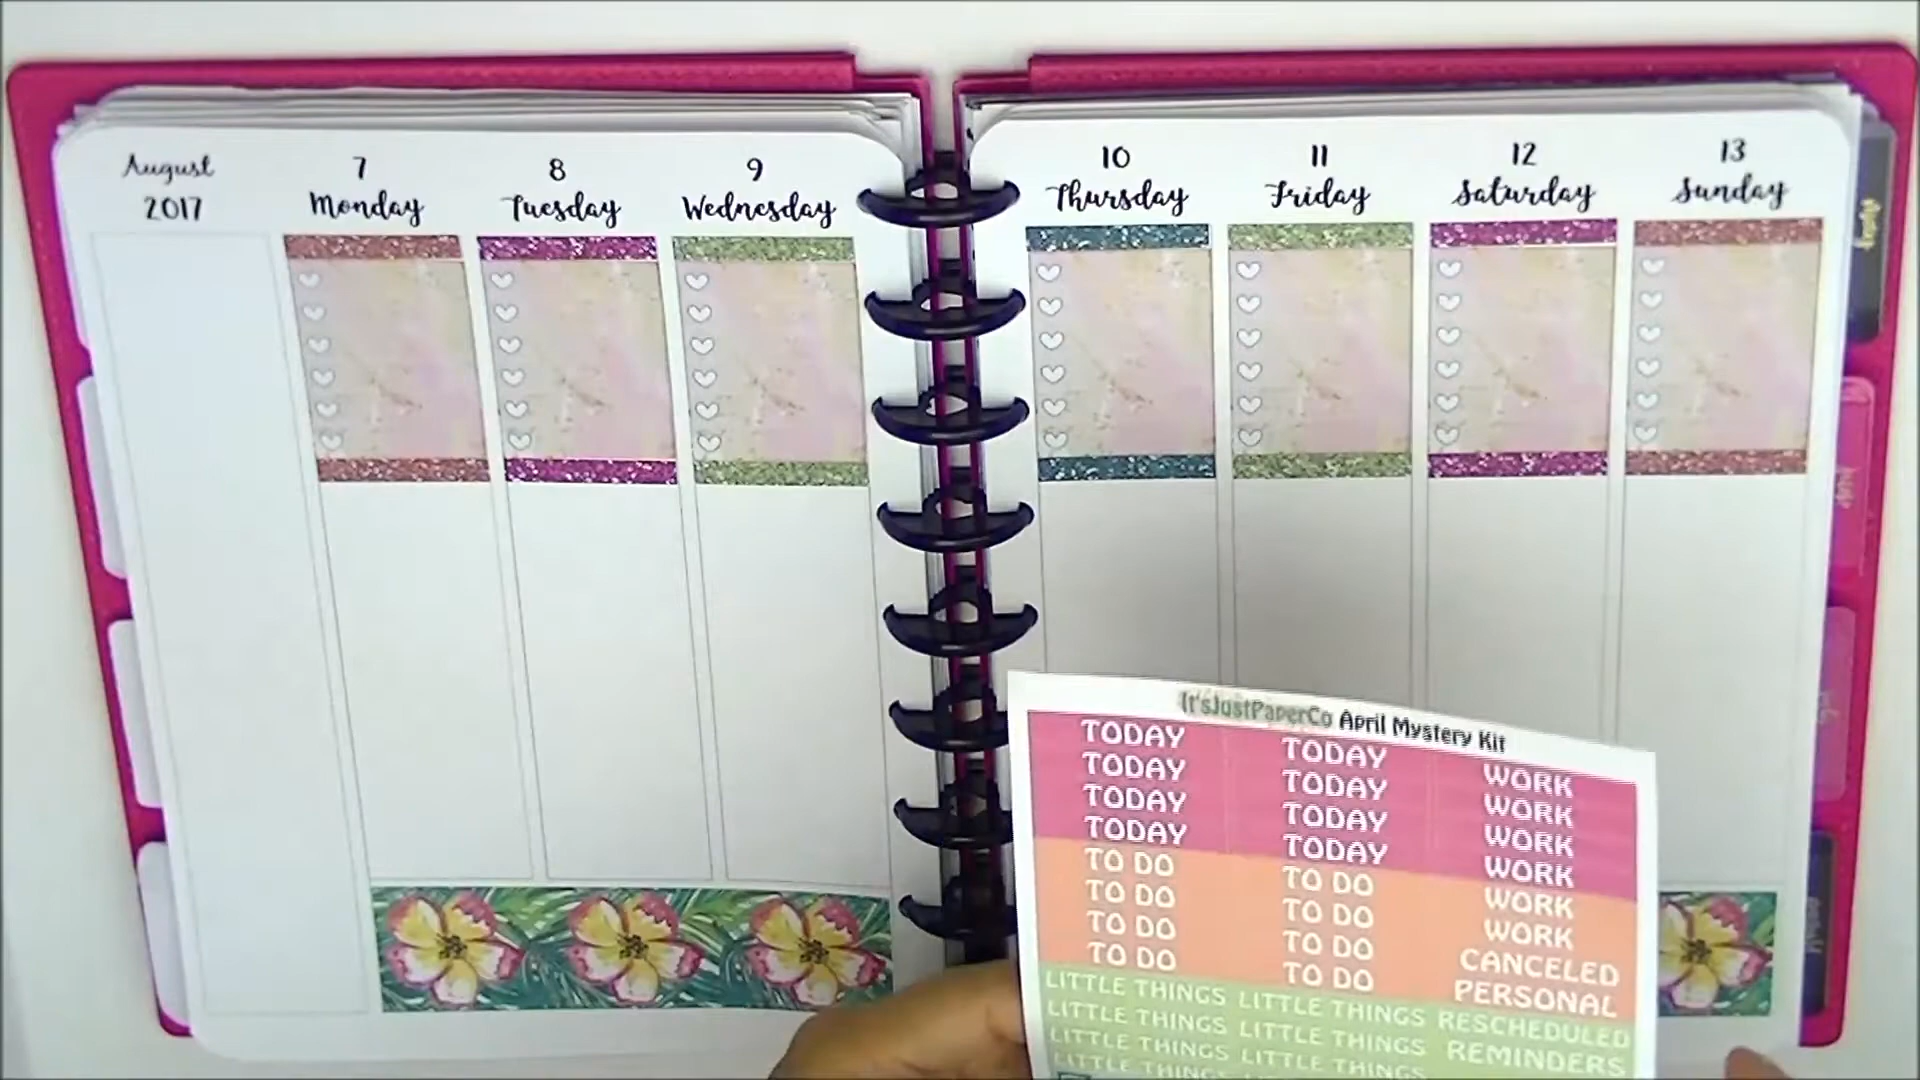 August
2017
7
Monday
8
Tuesday
9
Wednesday
10
Thursday
11
Friday
12
Saturday
13
Sunday
It'sJustPaperCo April Mystery Kit
TODAY TODAY WORK
TODAY TODAY WORK
TODAY TODAY WORK
TODAY TODAY WORK
TO DO TO DO WORK
TO DO TO DO WORK
TO DO TO DO CANCELED
TO DO TO DO PERSONAL
LITTLE THINGS LITTLE THINGS RESCHEDULED
LITTLE THINGS LITTLE THINGS REMINDERS
LITTLE THINGS LITTLE THINGS
LITTLE THINGS